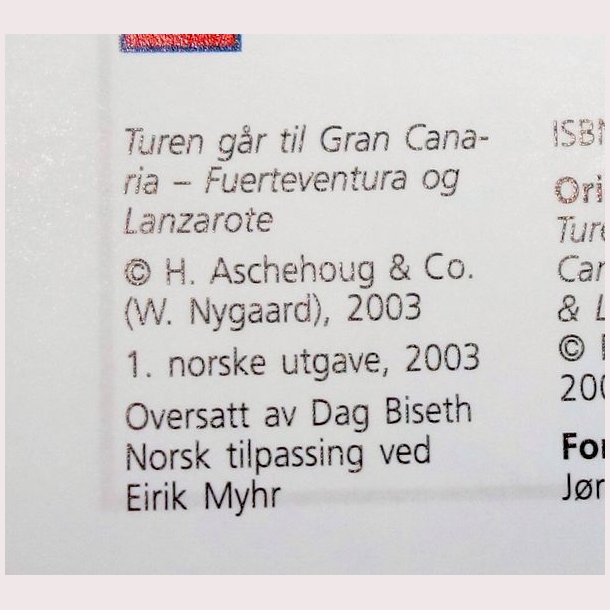 Turen går til Gran Cana-
ria – Fuerteventura og
Lanzarote
© H. Aschehoug & Co.
(W. Nygaard), 2003
1. norske utgave, 2003
Oversatt av Dag Biseth
Norsk tilpassing ved
Eirik Myhr
ISBN